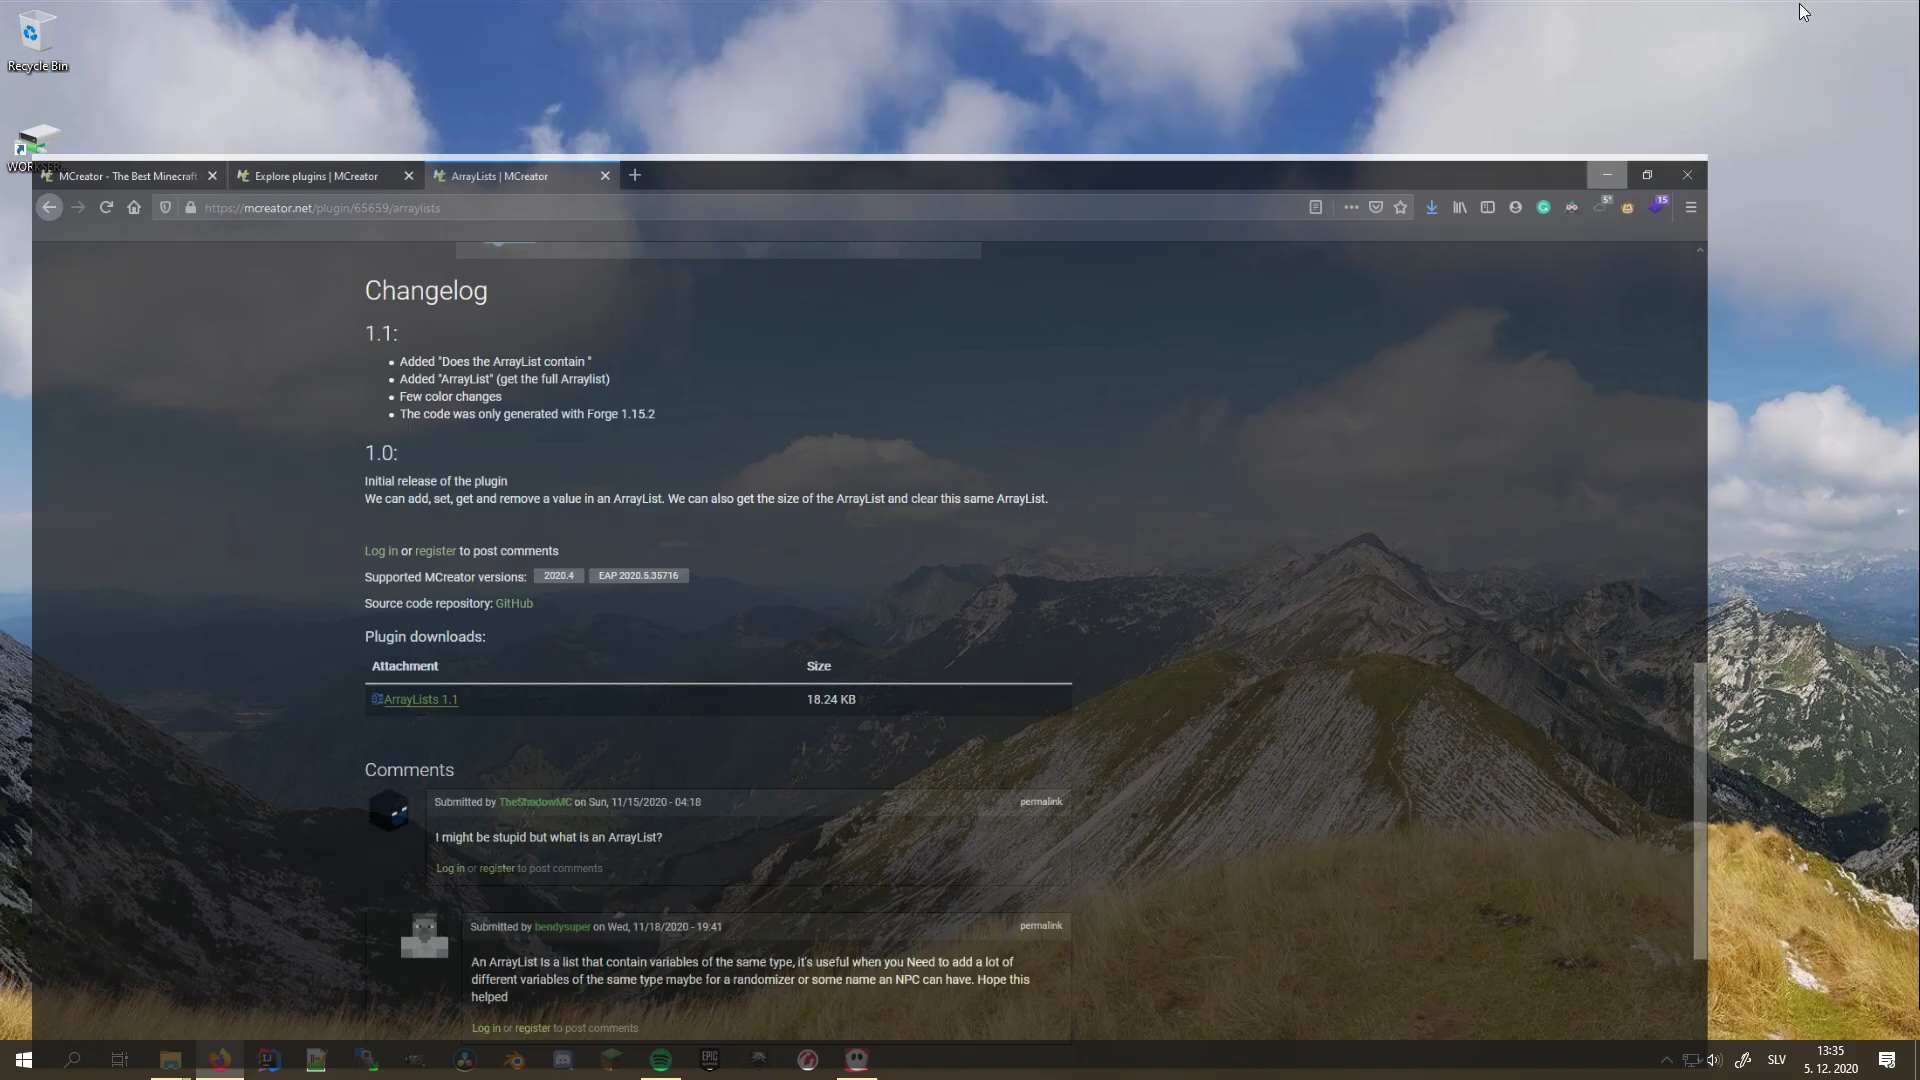 Recycle Bin
MCreator - The Best Minecraft
Explore plugins | MCreator
ArrayLists | MCreator
https://mcreator.net/plugin/65659/arraylists
5°
15
Changelog
1.1:
Added "Does the ArrayList contain "
Added "ArrayList" (get the full Arraylist)
Few color changes
The code was only generated with Forge 1.15.2
1.0:
Initial release of the plugin
We can add, set, get and remove a value in an ArrayList. We can also get the size of the ArrayList and clear this same ArrayList.
Log in or register to post comments
Supported MCreator versions: 2020.4 EAP 2020.5.35716
Source code repository: GitHub
Plugin downloads:
Attachment Size
ArrayLists 1.1 18.24 KB
Comments
Submitted by TheShadowMC on Sun, 11/15/2020 - 04:18 permalink
I might be stupid but what is an ArrayList?
Log in or register to post comments
Submitted by bendysuper on Wed, 11/18/2020 - 19:41 permalink
An ArrayList Is a list that contain variables of the same type, it's useful when you Need to add a lot of
different variables of the same type maybe for a randomizer or some name an NPC can have. Hope this
helped
Log in or register to post comments
IJ
EPIC
SLV
13:35
5. 12. 2020